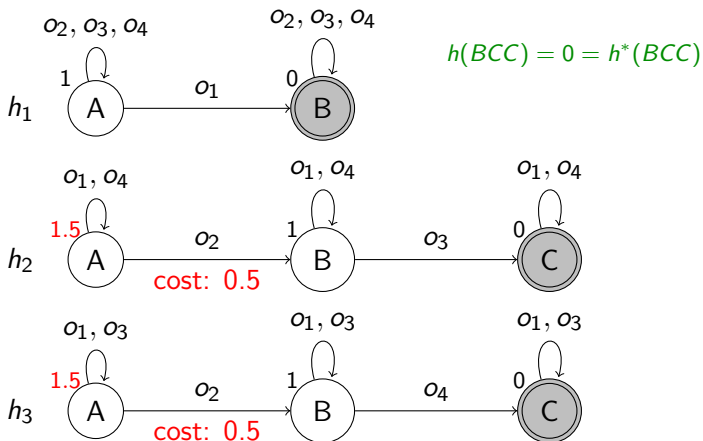 o₂, o₃, o₄ o₂, o₃, o₄
h(BCC) = 0 = h*(BCC)
1 0
h₁ A o₁ B
o₁, o₄ o₁, o₄ o₁, o₄
1.5 1 0
h₂ A o₂ B o₃ C
cost: 0.5
o₁, o₃ o₁, o₃ o₁, o₃
1.5 1 0
h₃ A o₂ B o₄ C
cost: 0.5